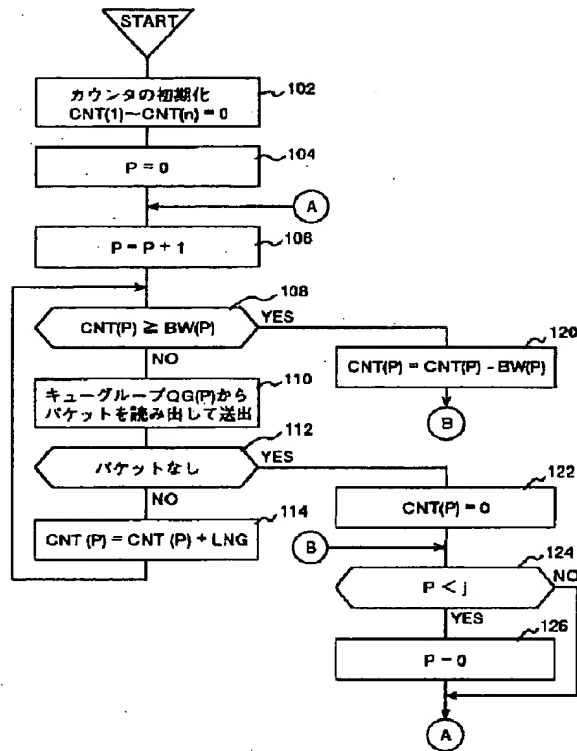 START
カウンタの初期化
CNT(1)~CNT(n)=0
102
P = 0
104
A
P = P + 1
106
CNT(P) ≧ BW(P)
108
YES
NO
CNT(P) = CNT(P) - BW(P)
120
B
キューグループQG(P)から
パケットを読み出して送出
110
パケットなし
112
YES
NO
CNT (P) = CNT (P) + LNG
114
CNT(P) = 0
122
B
P < j
124
NO
YES
P = 0
126
A